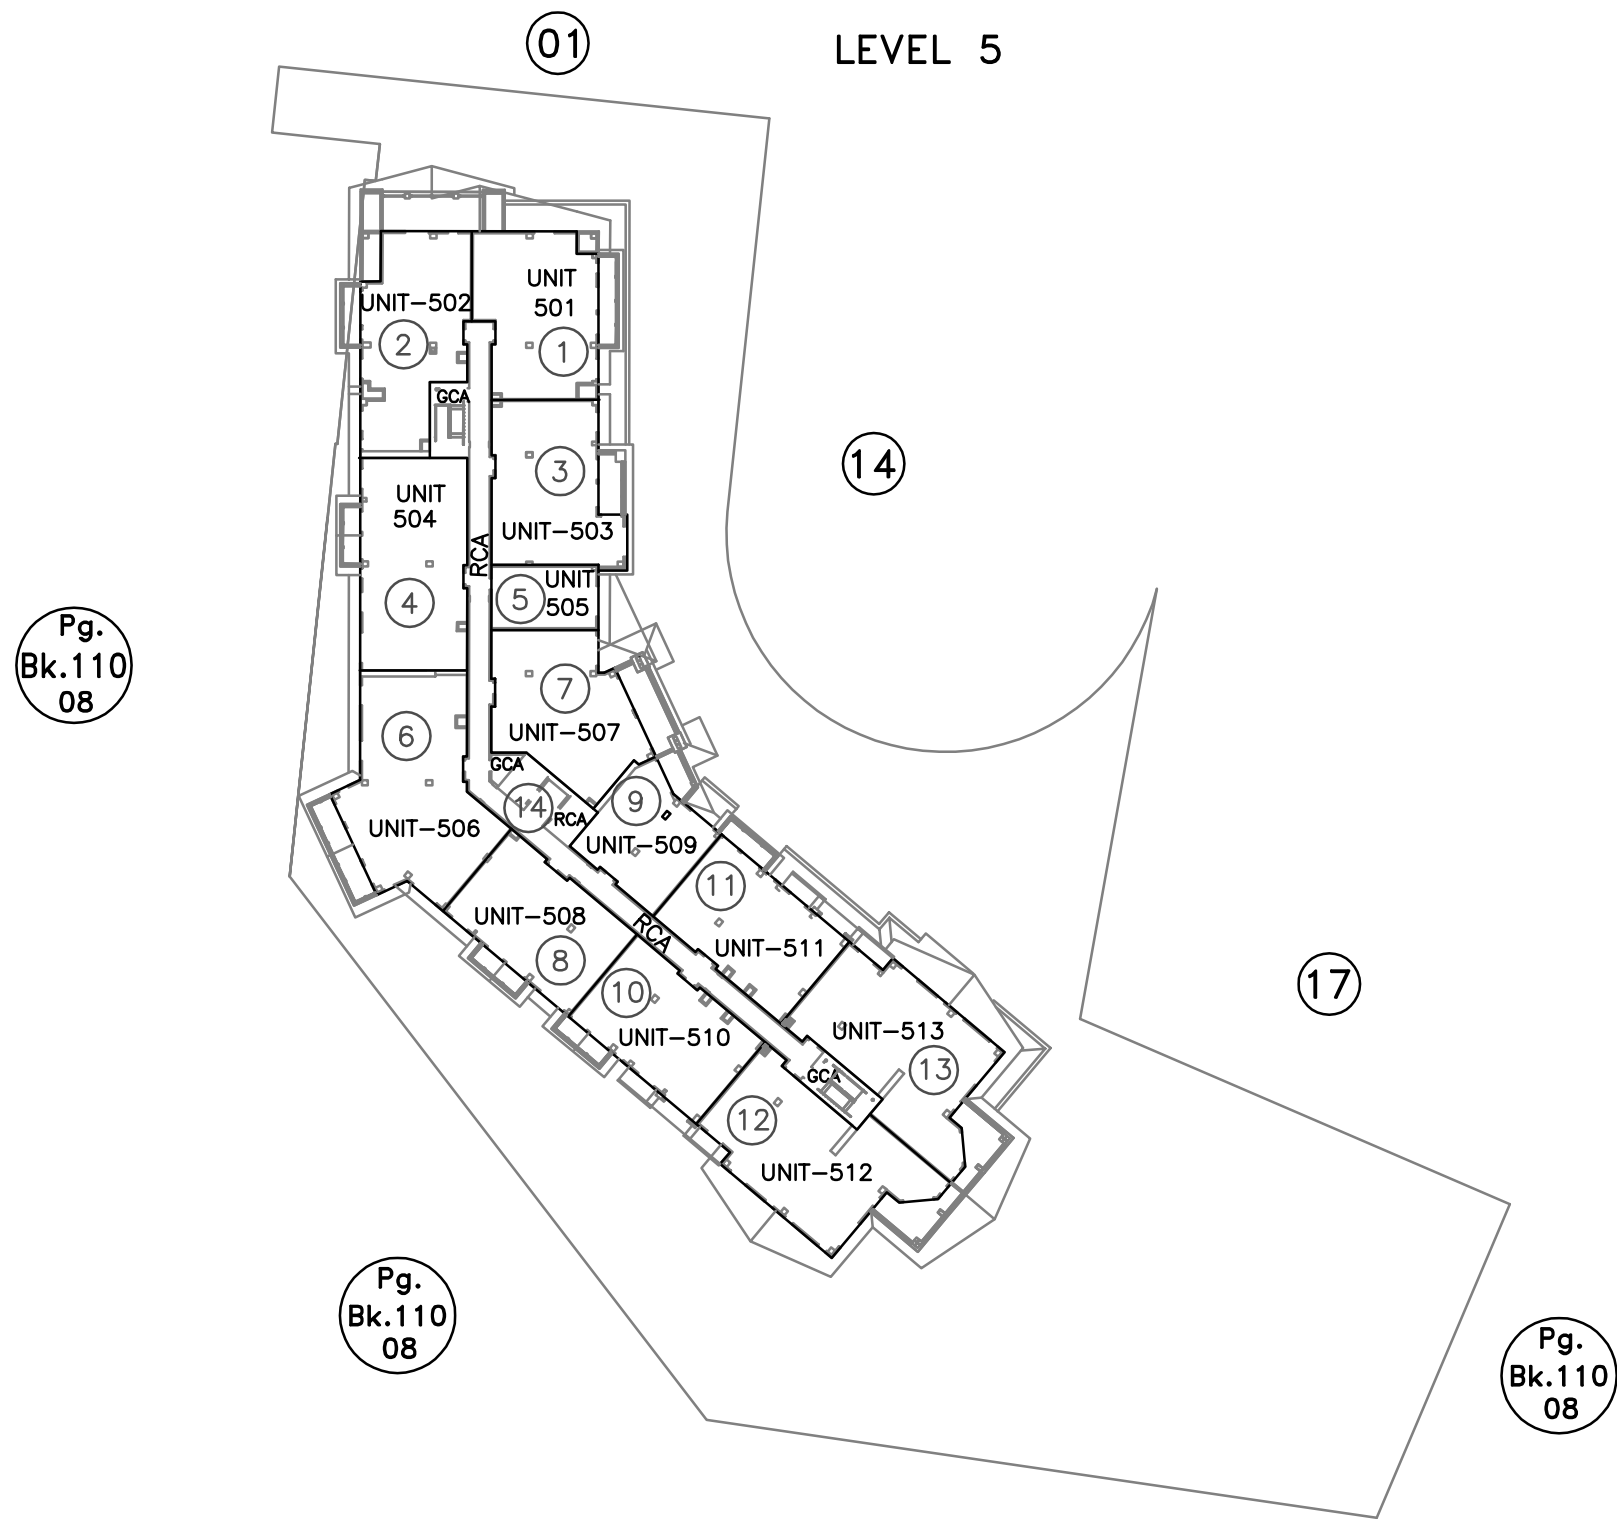 01
LEVEL 5
UNIT
501
1
UNIT-502
2
GCA
14
3
UNIT-503
UNIT
504
4
RCA
UNIT
505
5
Pg.
Bk.110
08
7
UNIT-507
6
UNIT-506
GCA
14
RCA
9
UNIT-509
11
UNIT-511
UNIT-508
8
RCA
10
UNIT-510
17
UNIT-513
13
GCA
12
UNIT-512
Pg.
Bk.110
08
Pg.
Bk.110
08